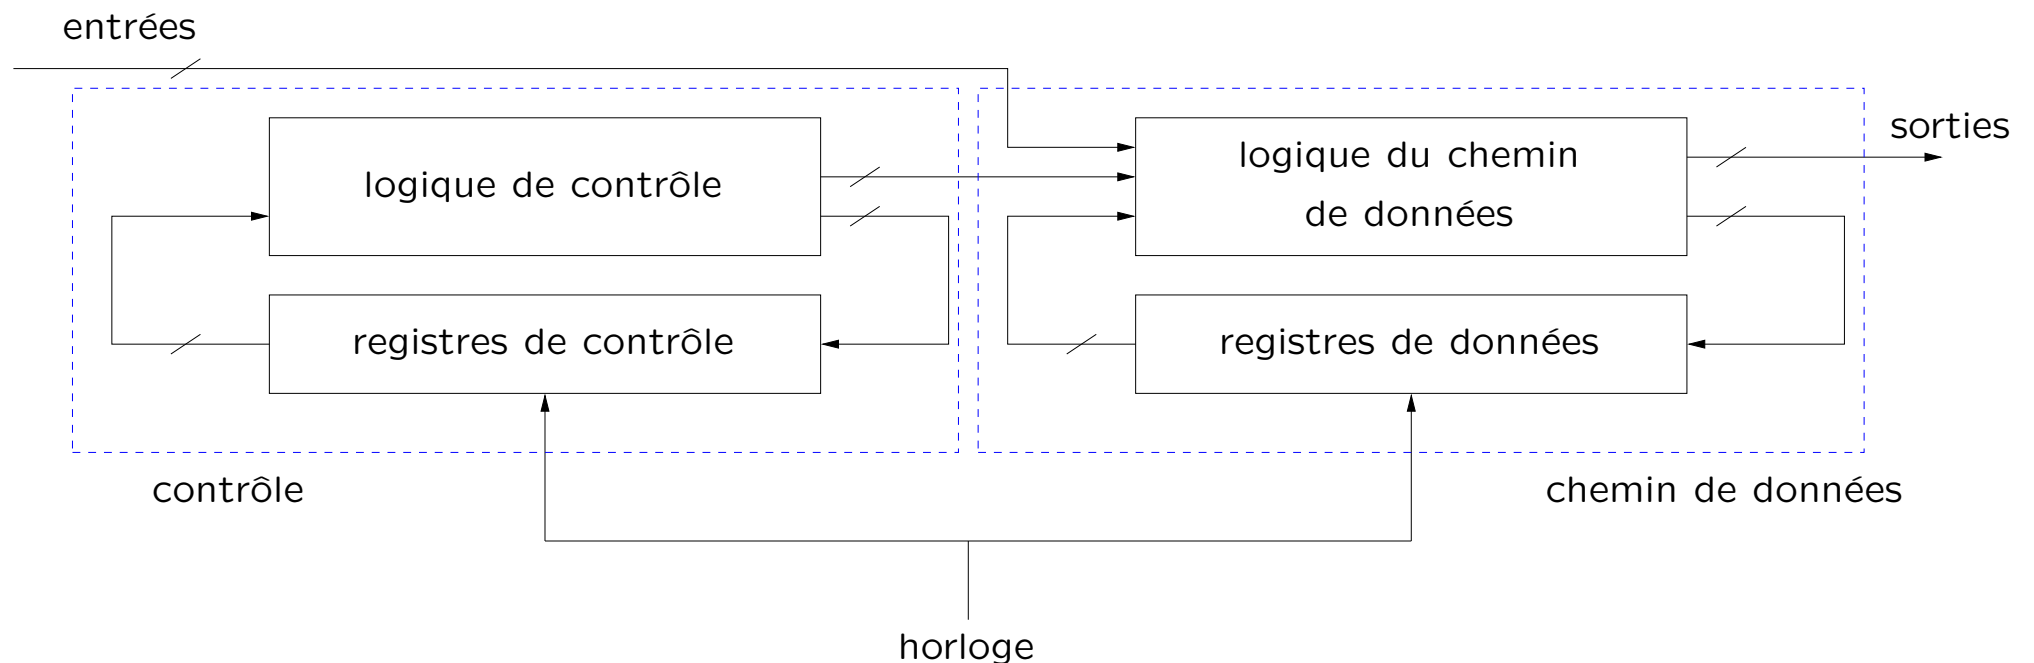 entrées
sorties
logique de contrôle
logique du chemin
de données
registres de contrôle
registres de données
contrôle
chemin de données
horloge